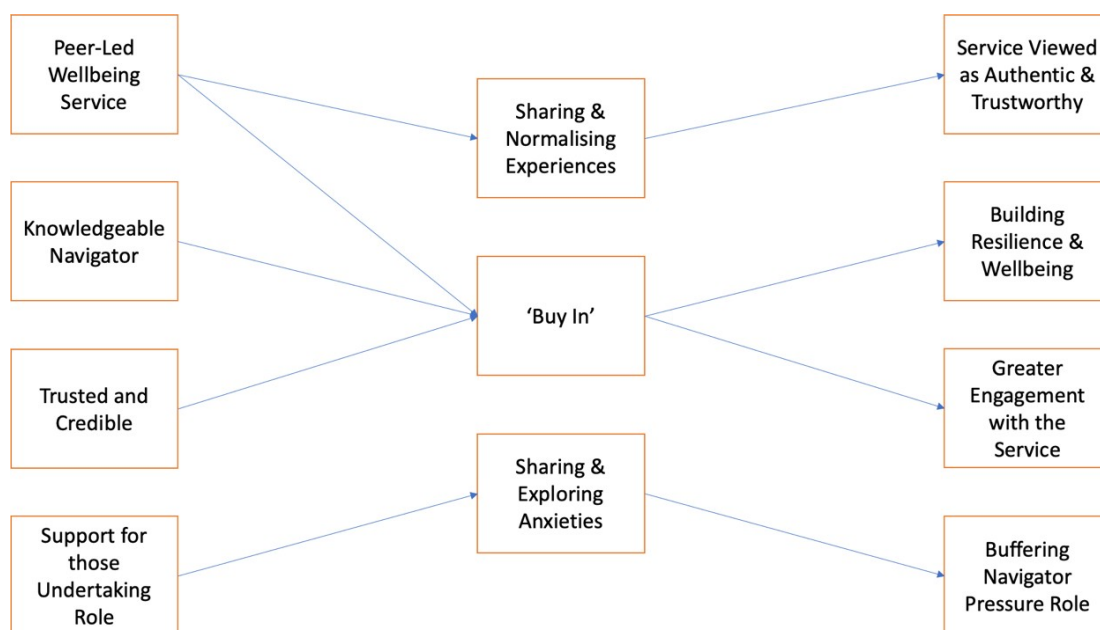 Peer-Led
Wellbeing
Service
Knowledgeable
Navigator
Trusted and
Credible
Support for
those
Undertaking
Role
Sharing &
Normalising
Experiences
‘Buy In’
Sharing &
Exploring
Anxieties
Service Viewed
as Authentic &
Trustworthy
Building
Resilience &
Wellbeing
Greater
Engagement
with the
Service
Buffering
Navigator
Pressure Role